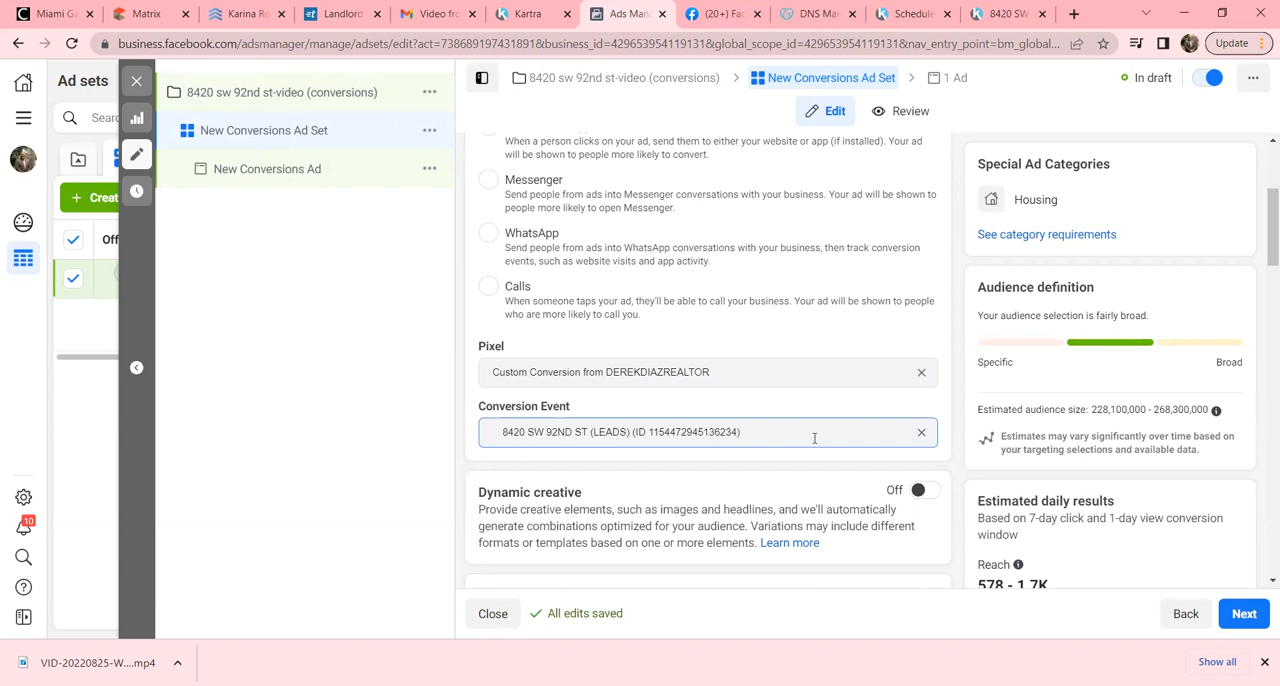 Miami Ga
Matrix
Karina Ro
Landlord
Video from
Kartra
Ads Man
(20+) Fac
DNS Ma
Schedule
8420 SW
business.facebook.com/adsmanager/manage/adsets/edit?act=738689197431891&business_id=429653954119131&global_scope_id=429653954119131&nav_entry_point=bm_global...
Update
Ad sets
8420 sw 92nd st-video (conversions)
8420 sw 92nd st-video (conversions)
New Conversions Ad Set
1 Ad
In draft
Sear
New Conversions Ad Set
Edit
Review
New Conversions Ad
When a person clicks on your ad, send them to either your website or app (if installed). Your ad
will be shown to people more likely to convert.
Messenger
Send people from ads into Messenger conversations with your business. Your ad will be shown to
people more likely to open Messenger.
WhatsApp
Send people from ads into WhatsApp conversations with your business, then track conversion
events, such as website visits and app activity.
Calls
When someone taps your ad, they'll be able to call your business. Your ad will be shown to people
who are more likely to call you.
Pixel
Custom Conversion from DEREKDIAZREALTOR
Conversion Event
8420 SW 92ND ST (LEADS) (ID 1154472945136234)
Dynamic creative
Off
Provide creative elements, such as images and headlines, and we'll automatically
generate combinations optimized for your audience. Variations may include different
formats or templates based on one or more elements. Learn more
Special Ad Categories
Housing
See category requirements
Audience definition
Your audience selection is fairly broad.
Specific
Broad
Estimated audience size: 228,100,000 - 268,300,000
Estimates may vary significantly over time based on
your targeting selections and available data.
Estimated daily results
Based on 7-day click and 1-day view conversion
window
Reach
578 - 1.7K
Creat
Off
10
Close
All edits saved
Back
Next
VID-20220825-W....mp4
Show all